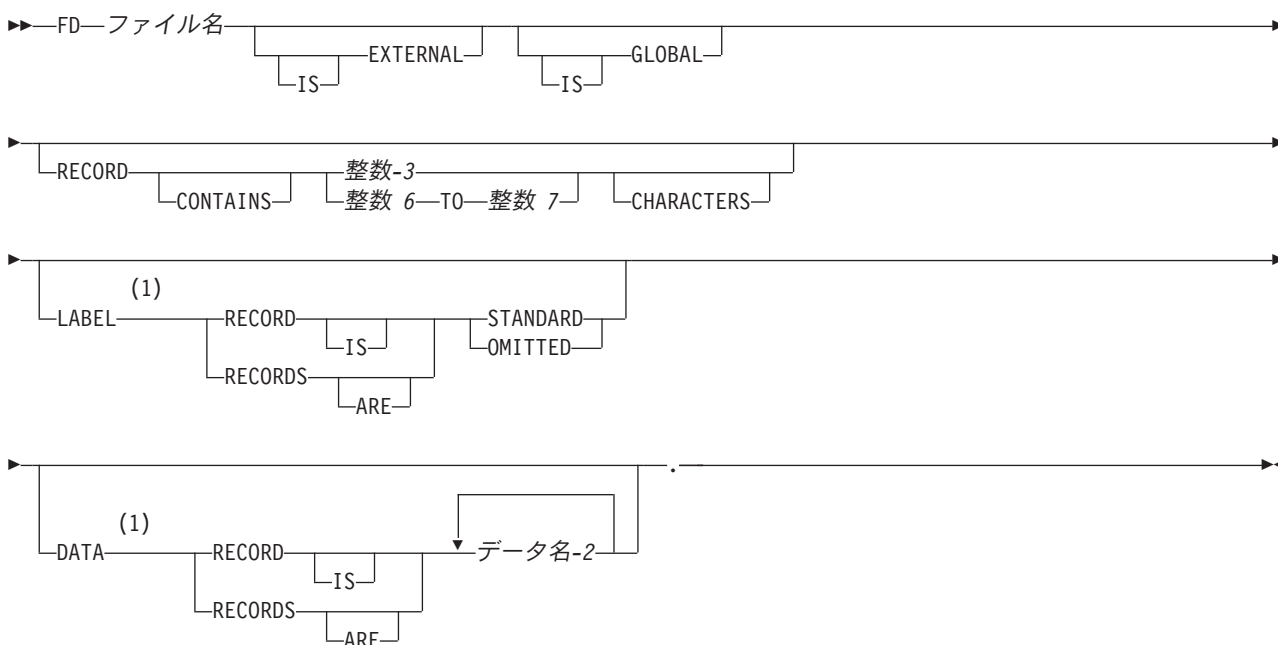 FD ファイル名
EXTERNAL GLOBAL
IS IS
RECORD 整数-3
CONTAINS 整数 6 TO 整数 7 CHARACTERS
(1)
LABEL RECORD STANDARD
IS OMITTED
RECORDS
ARE
.
(1)
DATA RECORD データ名-2
IS
RECORDS
ARE